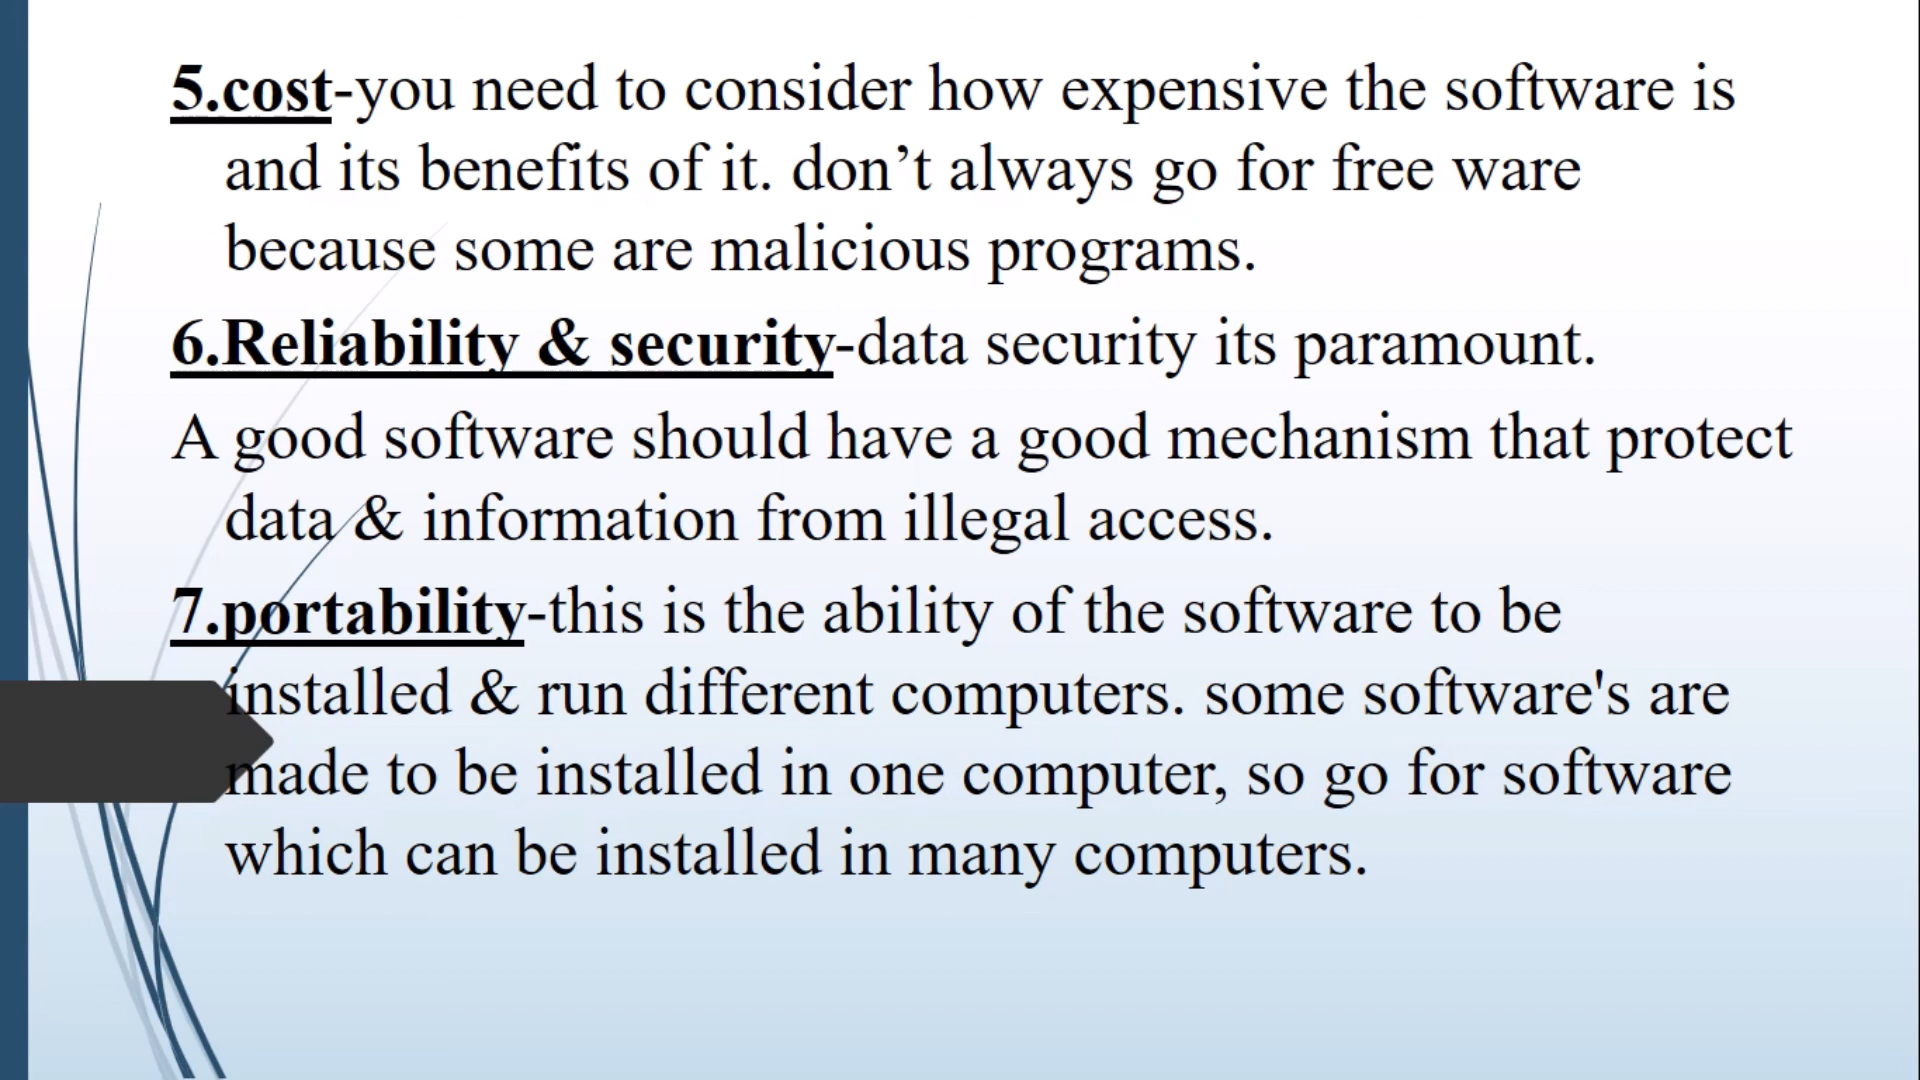 5.cost-you need to consider how expensive the software is
and its benefits of it. don’t always go for free ware
because some are malicious programs.
6.Reliability & security-data security its paramount.
A good software should have a good mechanism that protect
data & information from illegal access.
7.portability-this is the ability of the software to be
installed & run different computers. some software's are
made to be installed in one computer, so go for software
which can be installed in many computers.